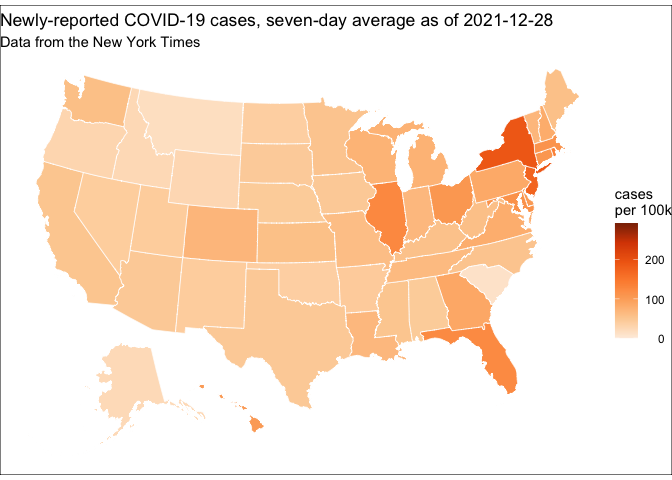 Newly-reported COVID-19 cases, seven-day average as of 2021-12-28
Data from the New York Times
cases
per 100k
200
100
0